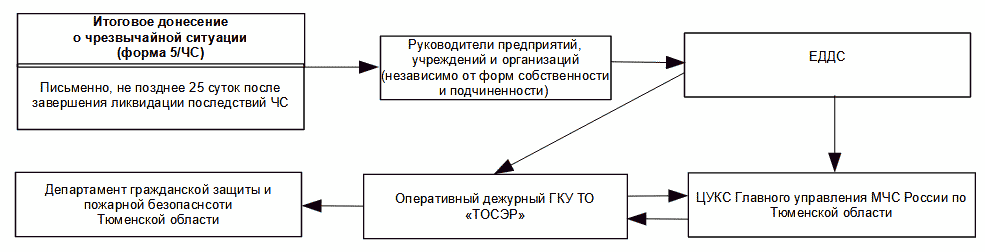 Итоговое донесение
о чрезвычайной ситуации
(форма 5/ЧС)
Письменно, не позднее 25 суток после
завершения ликвидации последствий ЧС
Руководители предприятий,
учреждений и организаций
(независимо от форм собственности
и подчиненности)
ЕДДС
Департамент гражданской защиты и
пожарной безопаснсоти
Тюменской области
Оперативный дежурный ГКУ ТО
«ТОСЭР»
ЦУКС Главного управления МЧС России по
Тюменской области